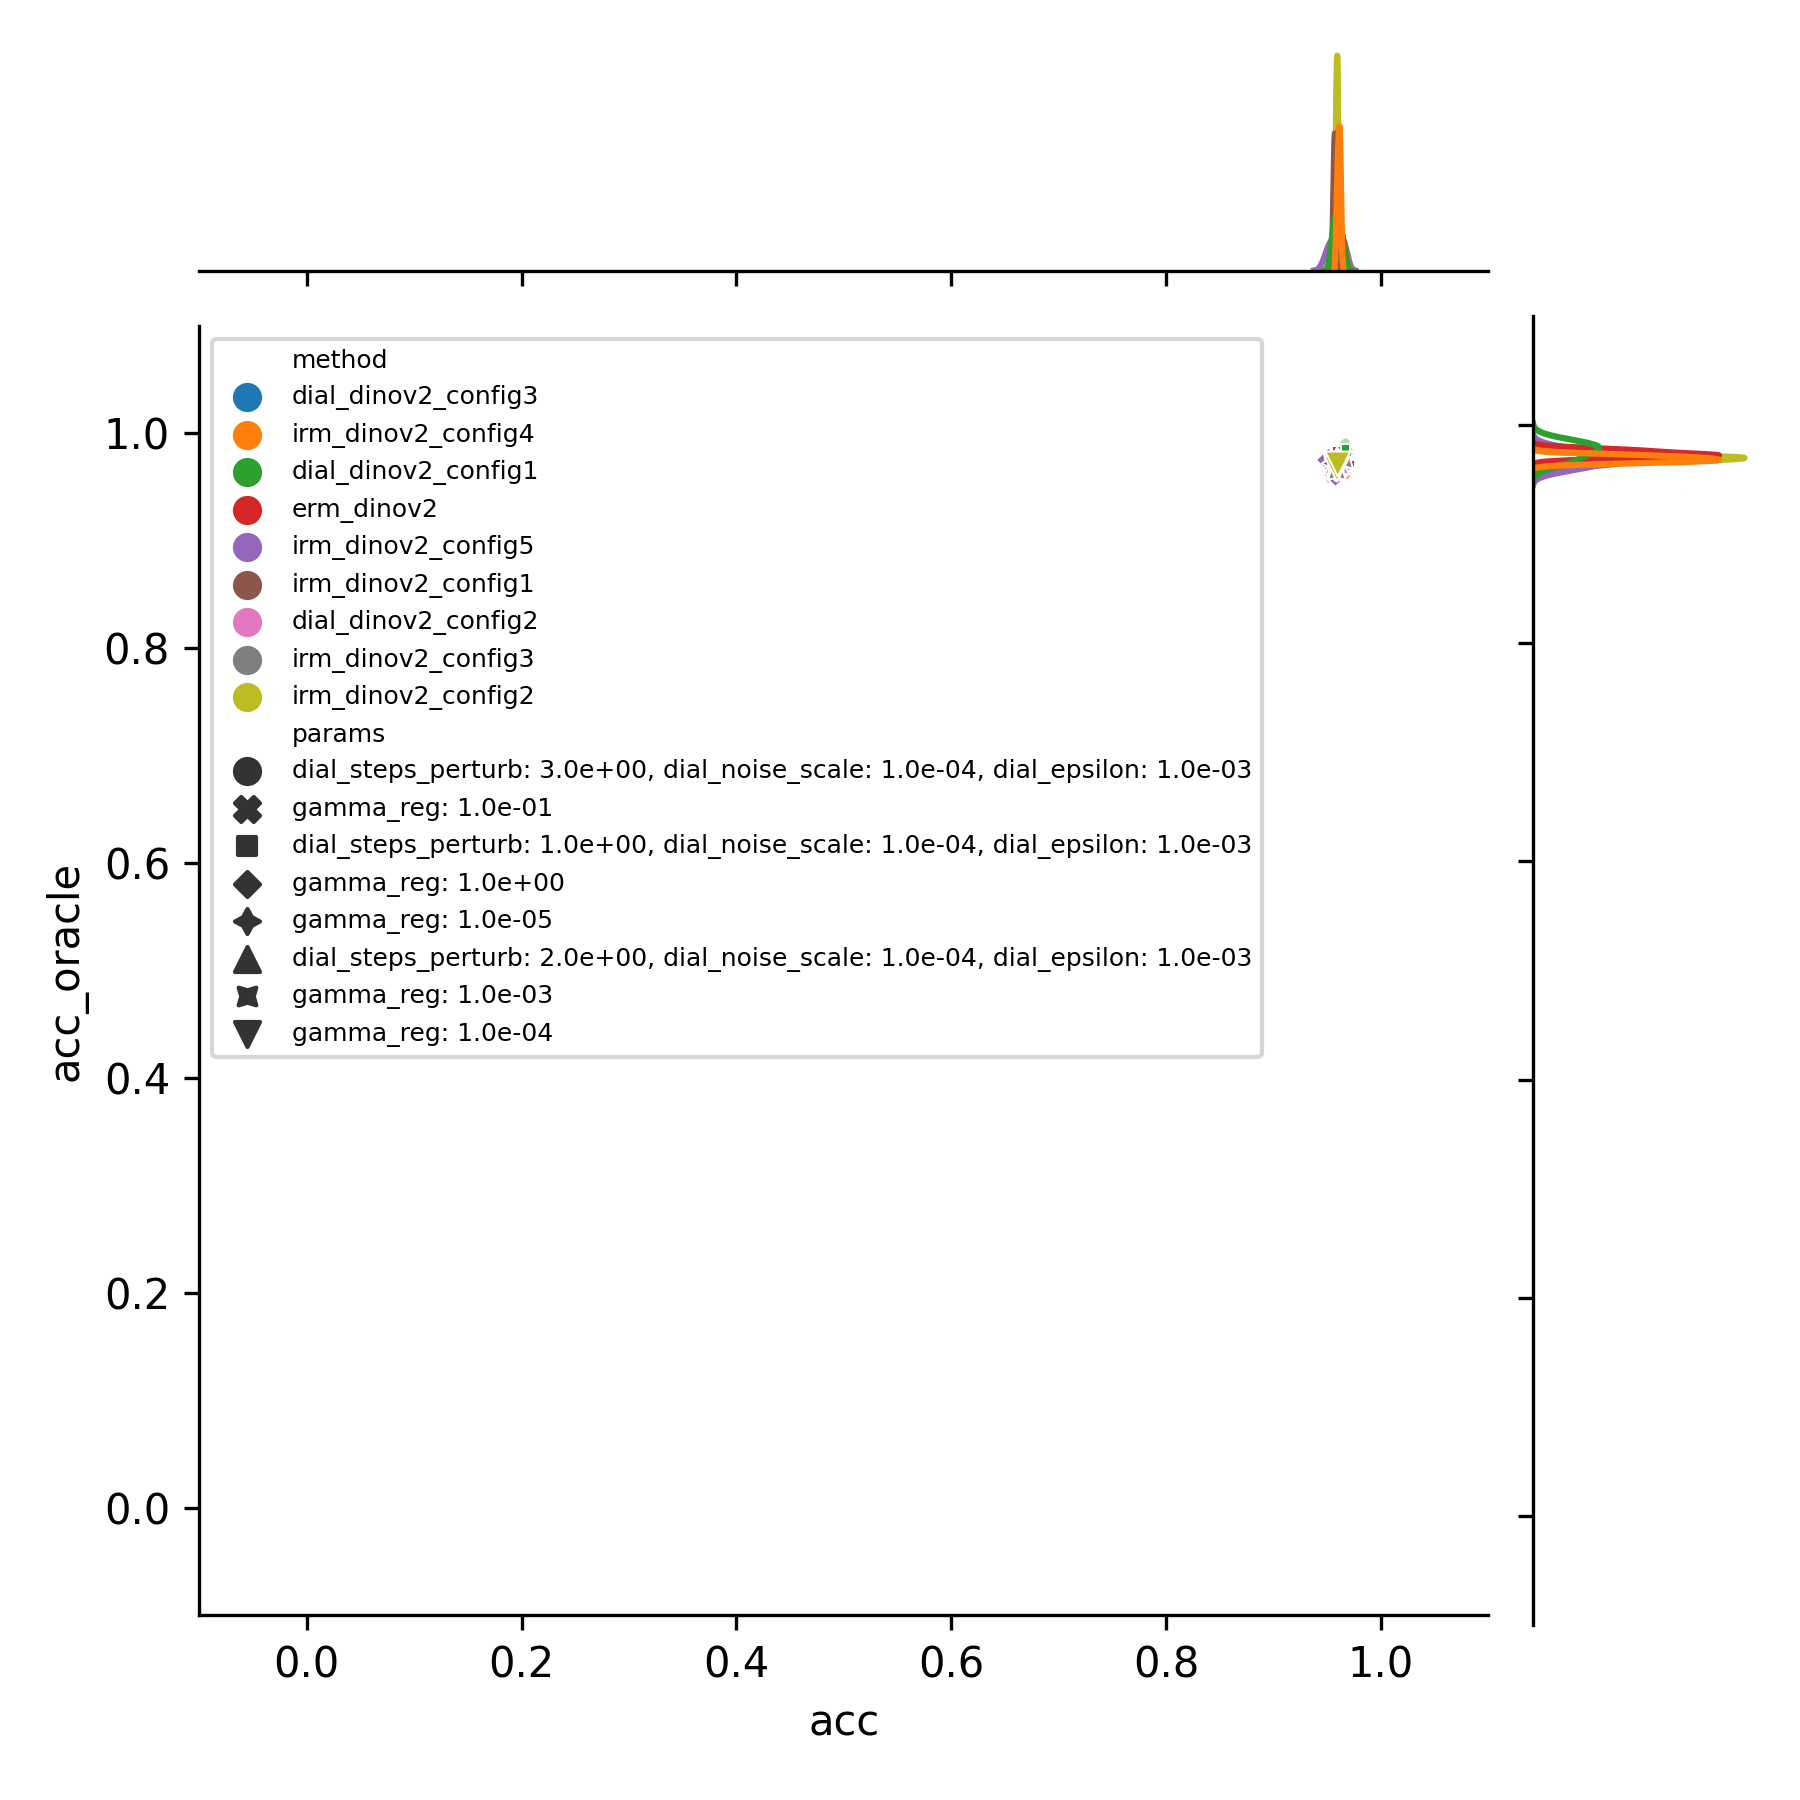 method
dial_dinov2_config3
irm_dinov2_config4
dial_dinov2_config1
erm_dinov2
irm_dinov2_config5
irm_dinov2_config1
dial_dinov2_config2
irm_dinov2_config3
irm_dinov2_config2
params
dial_steps_perturb: 3.0e+00, dial_noise_scale: 1.0e-04, dial_epsilon: 1.0e-03
gamma_reg: 1.0e-01
dial_steps_perturb: 1.0e+00, dial_noise_scale: 1.0e-04, dial_epsilon: 1.0e-03
gamma_reg: 1.0e+00
gamma_reg: 1.0e-05
dial_steps_perturb: 2.0e+00, dial_noise_scale: 1.0e-04, dial_epsilon: 1.0e-03
gamma_reg: 1.0e-03
gamma_reg: 1.0e-04
acc_oracle
1.0
0.8
0.6
0.4
0.2
0.0
0.0 0.2 0.4 0.6 0.8 1.0
acc